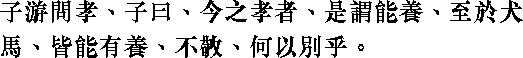 子游問孝、子曰、今之孝者、是謂能養、至於犬
馬、皆能有養、不敬、何以別乎。